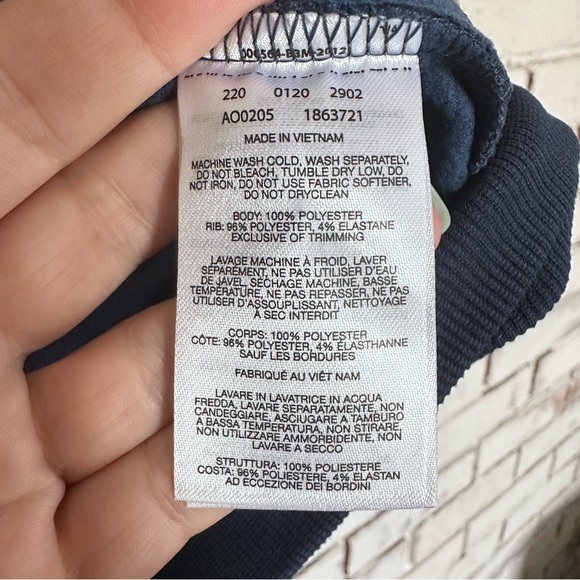 220 0120 2902
AO0205 1863721
MADE IN VIETNAM
MACHINE WASH COLD, WASH SEPARATELY,
DO NOT BLEACH, TUMBLE DRY LOW, DO
NOT IRON, DO NOT USE FABRIC SOFTENER,
DO NOT DRYCLEAN
BODY: 100% POLYESTER
RIB: 96% POLYESTER, 4% ELASTANE
EXCLUSIVE OF TRIMMING
LAVAGE MACHINE À FROID, LAVER
SÉPARÉMENT, NE PAS UTILISER D'EAU
DE JAVEL, SÉCHAGE MACHINE, BASSE
TEMPÉRATURE, NE PAS REPASSER, NE PAS
UTILISER D'ASSOUPLISSANT, NETTOYAGE
À SEC INTERDIT
CORPS: 100% POLYESTER
CÔTE: 96% POLYESTER, 4% ÉLASTHANNE
SAUF LES BORDURES
FABRIQUÉ AU VIÊT NAM
LAVARE IN LAVATRICE IN ACQUA
FREDDA, LAVARE SEPARATAMENTE, NON
CANDEGGIARE, ASCIUGARE A TAMBURO
A BASSA TEMPERATURA, NON STIRARE,
NON UTILIZZARE AMMORBIDENTE, NON
LAVARE A SECCO
STRUTTURA: 100% POLIESTERE
COSTA: 96% POLIESTERE, 4% ELASTAN
AD ECCEZIONE DEI BORDINI